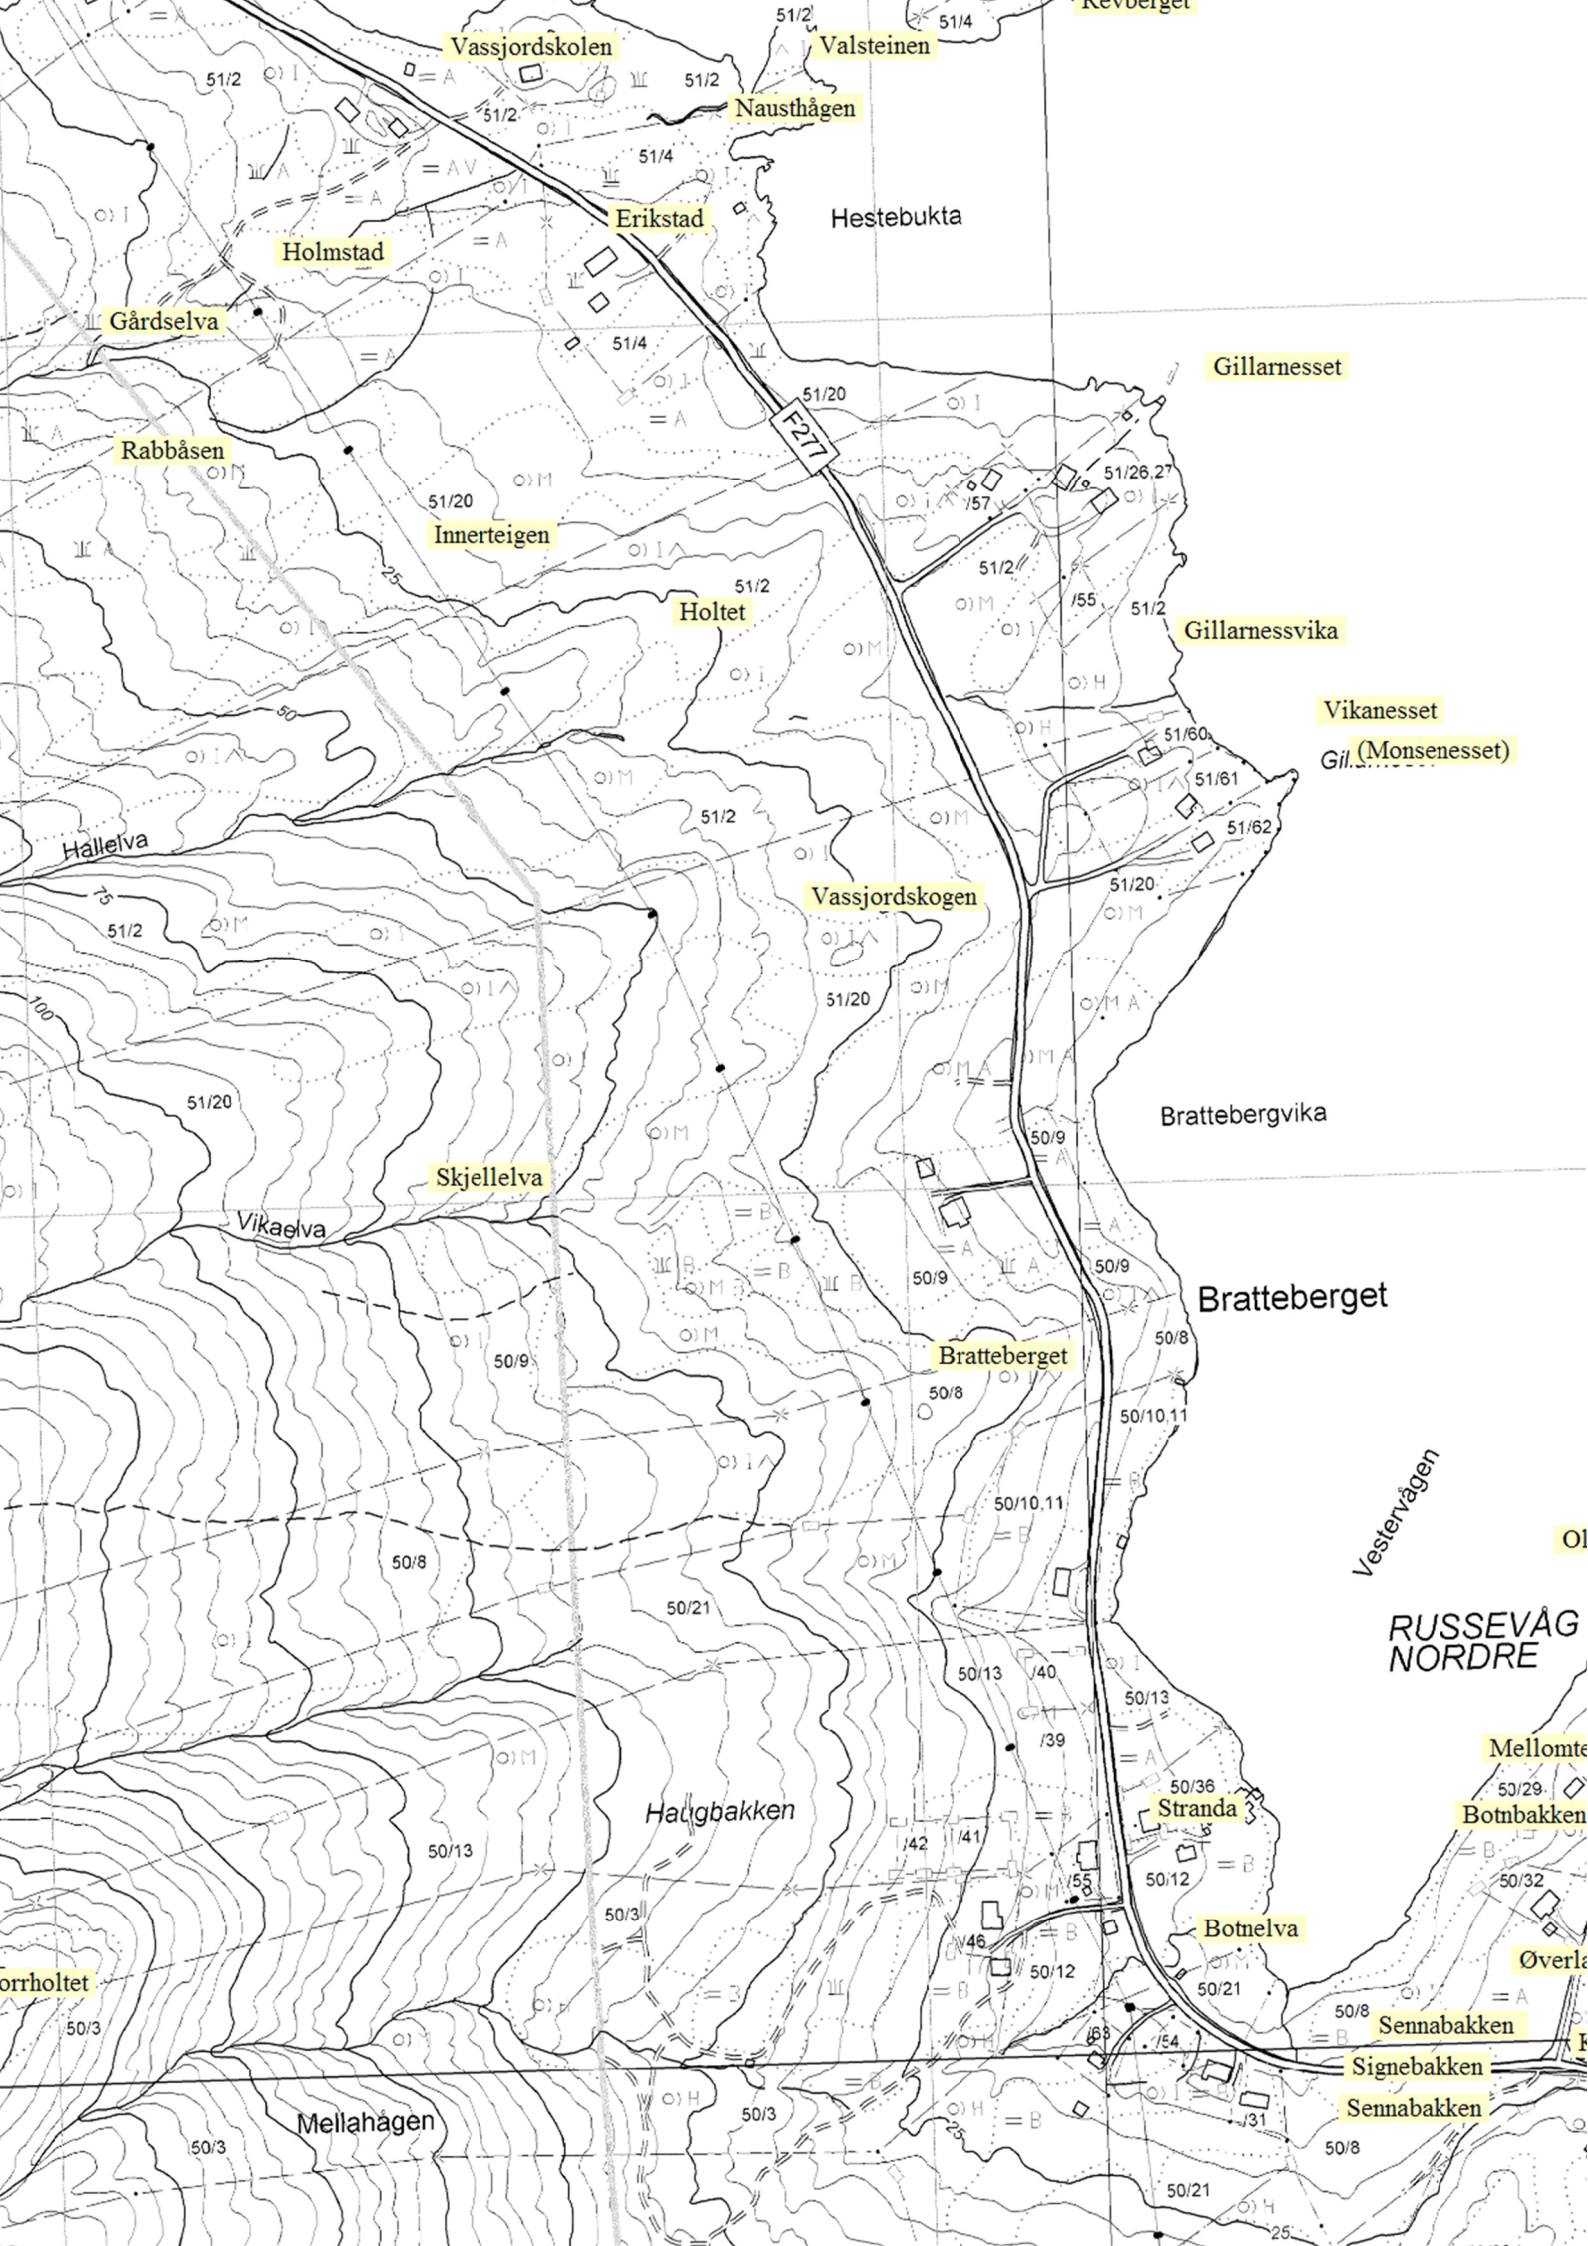 Revberget
51/2
51/4
Vassjordskolen
Valsteinen
51/2
= A
51/2
Nausthågen
51/2
51/4
= A V
= A
Hestebukta
Erikstad
= A
Holmstad
Gårdselva
51/4
= A
Gillarnesset
51/20
F277
= A
Rabbåsen
51/26,27
/57
51/20
Innerteigen
51/2
25
51/2
/55
51/2
Holtet
Gillarnessvika
50
Vikanesset
51/60
(Monsenesset)
51/61
51/2
51/62
Hallelva
75
51/20
Vassjordskogen
51/2
100
51/20
51/20
Brattebergvika
50/9
= A
Skjellelva
Vikaelva
= B
= A
= A
= B
50/9
50/9
Bratteberget
50/8
Bratteberget
50/9
50/8
50/10,11
Vestervågen
= B
50/10,11
= B
Ol
50/8
50/21
RUSSEVÅG
NORDRE
50/13
/40
50/13
/39
Mellomte
= A
50/36
50/29
Stranda
Haugbakken
Botnbakken
/42
/41
50/13
= B
= B
50/12
/55
50/32
50/3
Botnelva
/46
= B
Øverla
50/12
orrholtet
50/21
= B
= B
= A
50/8
50/3
Sennabakken
/63
/54
= B
K
Signebakken
= B
50/3
Sennabakken
Mellahågen
= B
/31
25
50/3
50/8
50/21
25